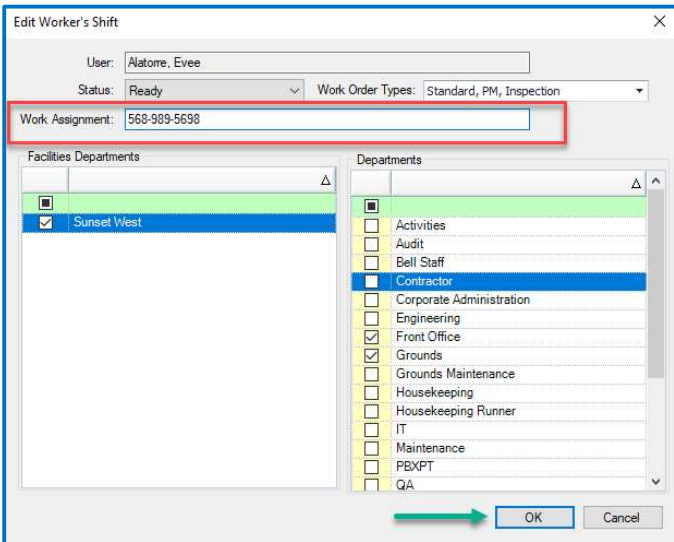 Edit Worker's Shift
User: Alatorre, Evee
Status: Ready Work Order Types: Standard, PM, Inspection
Work Assignment: 568-989-5698
Facilities Departments
Sunset West
Departments
Activities
Audit
Bell Staff
Contractor
Corporate Administration
Engineering
Front Office
Grounds
Grounds Maintenance
Housekeeping
Housekeeping Runner
IT
Maintenance
PBXPT
QA
OK Cancel